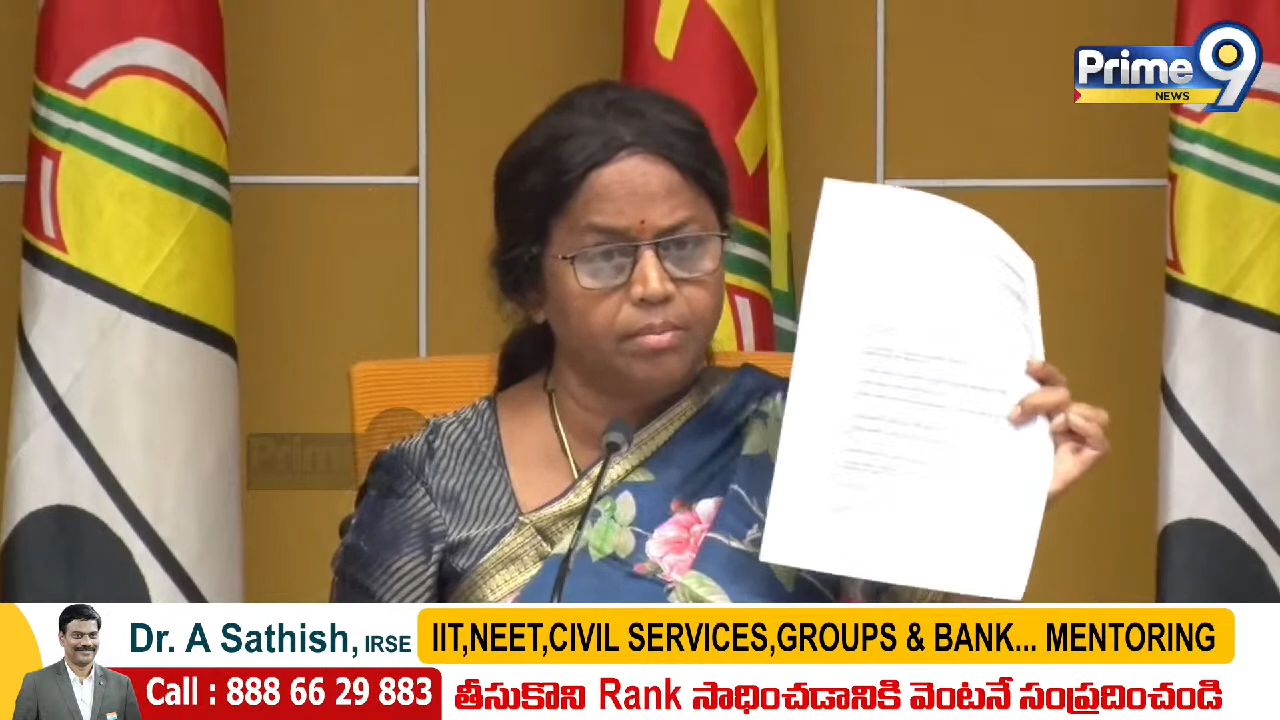 Prime9
NEWS
Prime
Dr. A Sathish, IRSE
IIT,NEET,CIVIL SERVICES,GROUPS & BANK... MENTORING
Call : 888 66 29 883
తీసుకొని Rank సాధించడానికి వెంటనే సంప్రదించండి